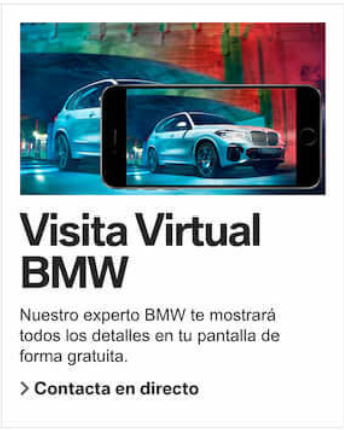 Visita Virtual
BMW
Nuestro experto BMW te mostrará
todos los detalles en tu pantalla de
forma gratuita.
> Contacta en directo